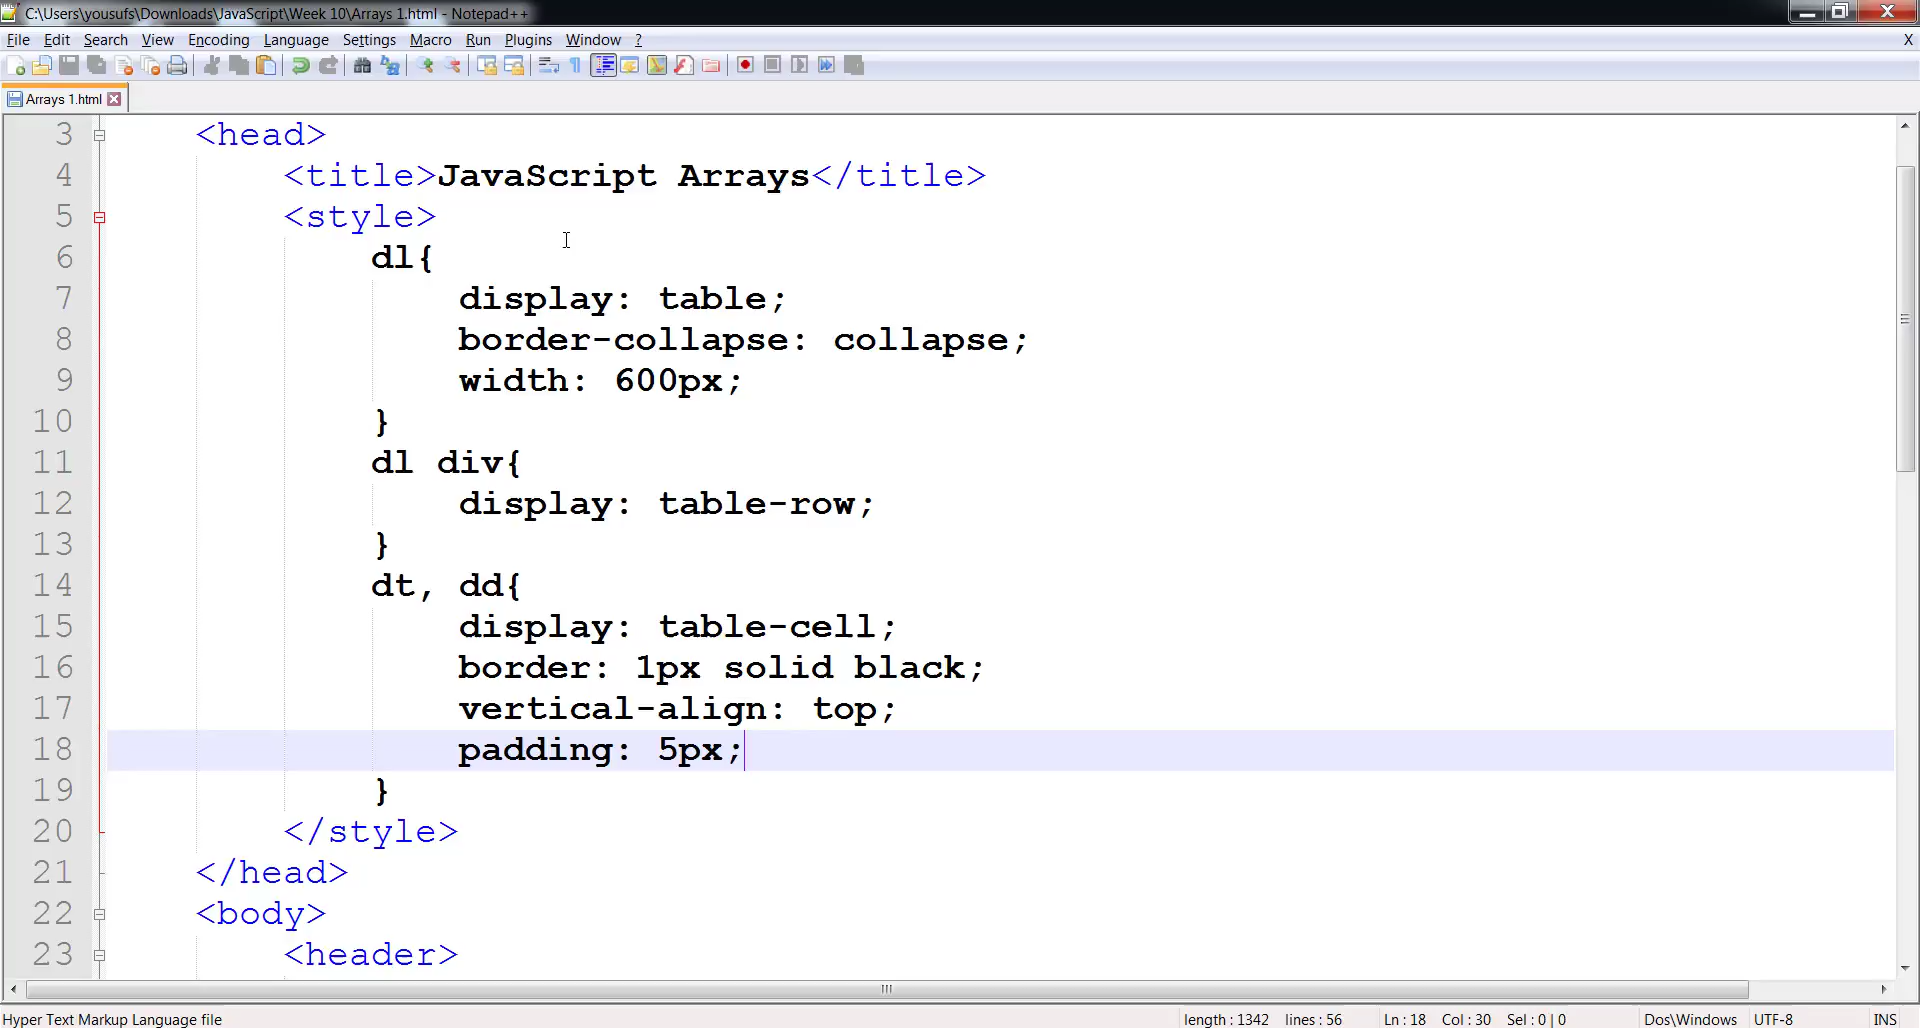 C:\Users\yousufs\Downloads\JavaScript\Week 10\Arrays 1.html - Notepad++
File Edit Search View Encoding Language Settings Macro Run Plugins Window ? X
Arrays 1.html
3 <head>
4 <title>JavaScript Arrays</title>
5 <style>
6 dl{
7 display: table;
8 border-collapse: collapse;
9 width: 600px;
10 }
11 dl div{
12 display: table-row;
13 }
14 dt, dd{
15 display: table-cell;
16 border: 1px solid black;
17 vertical-align: top;
18 padding: 5px;
19 }
20 </style>
21 </head>
22 <body>
23 <header>
Hyper Text Markup Language file length : 1342 lines : 56 Ln : 18 Col : 30 Sel : 0 | 0 Dos\Windows UTF-8 INS